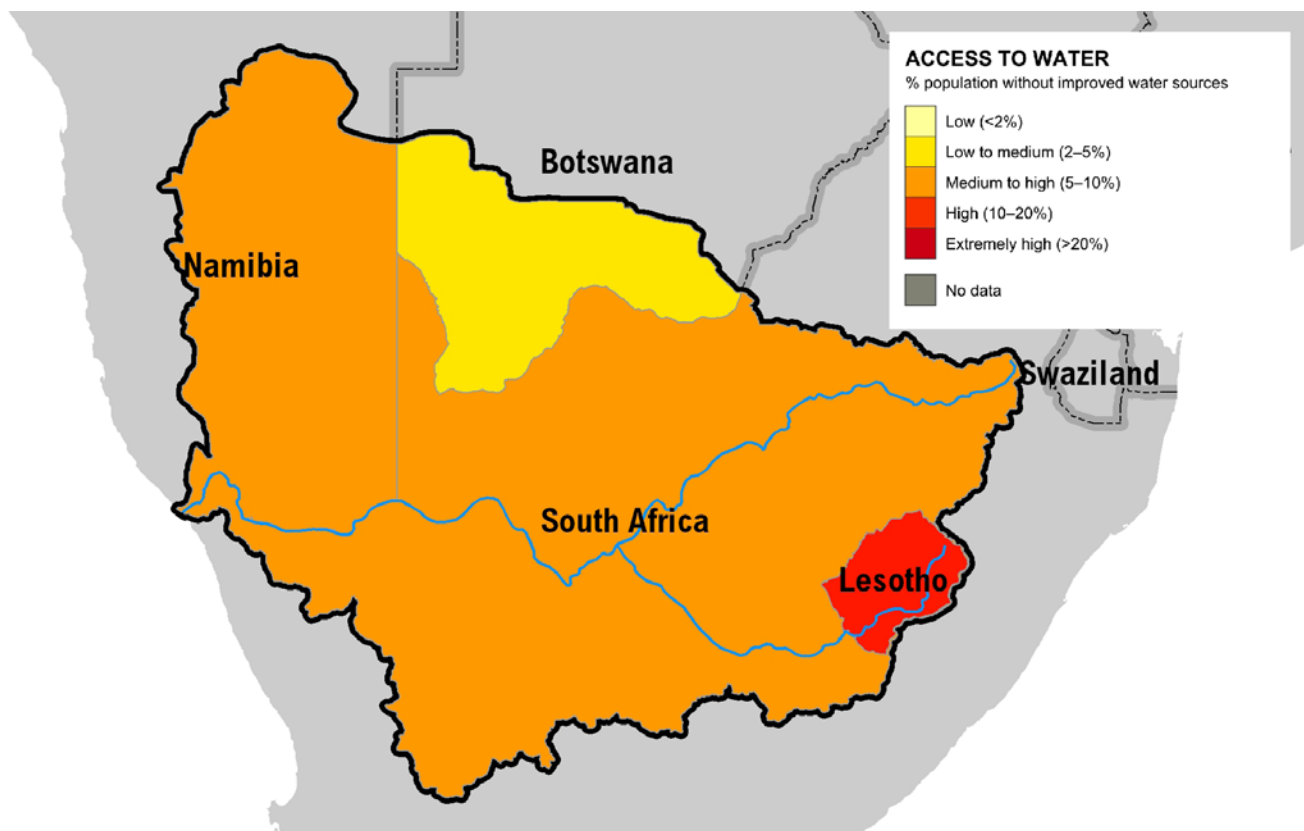 ACCESS TO WATER
% population without improved water sources
Low (<2%)
Low to medium (2–5%)
Medium to high (5–10%)
High (10–20%)
Extremely high (>20%)
No data
Botswana
Namibia
Swaziland
South Africa
Lesotho